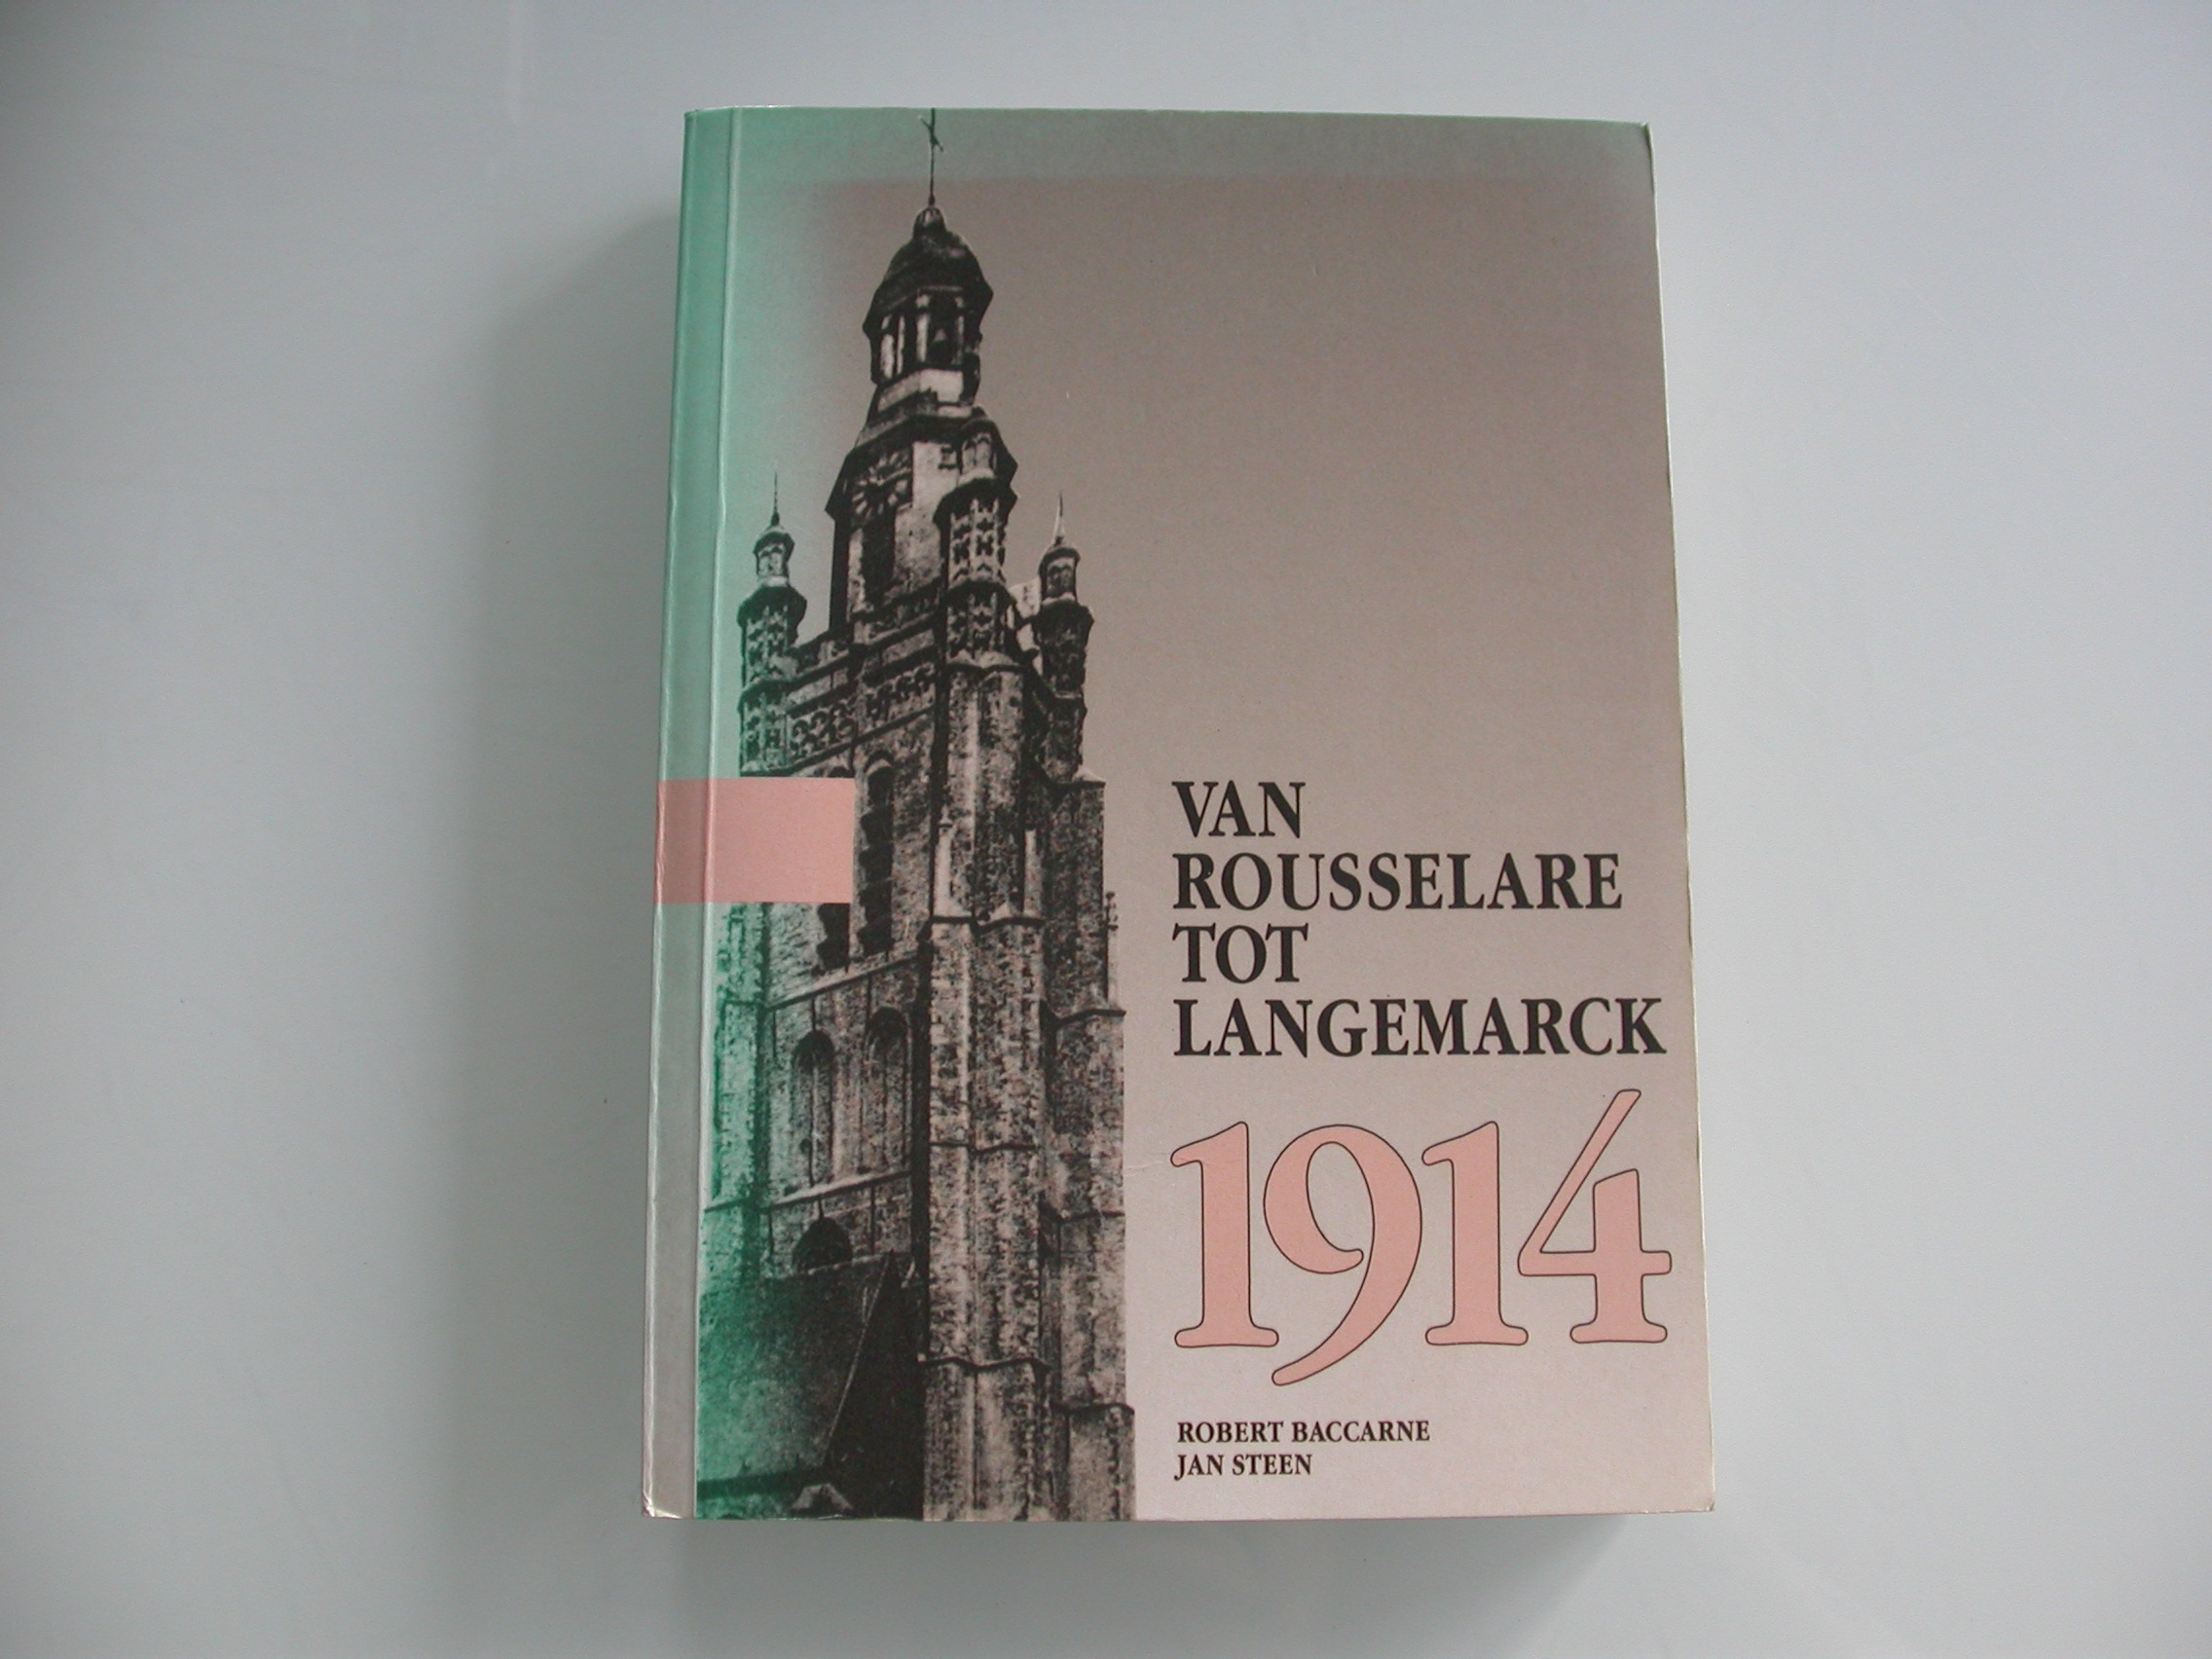 VAN
ROUSSELARE
TOT
LANGEMARCK
1914
ROBERT BACCARNE
JAN STEEN